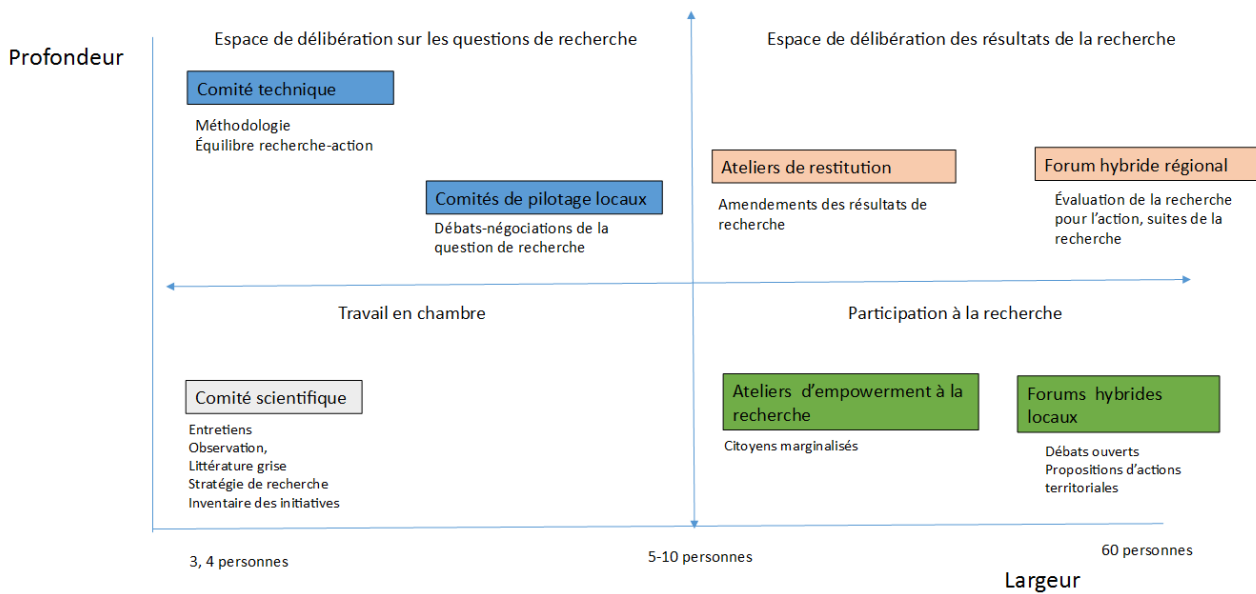 Profondeur
Espace de délibération sur les questions de recherche
Espace de délibération des résultats de la recherche
Comité technique
Méthodologie
Équilibre recherche-action
Comités de pilotage locaux
Débats-négociations de la
question de recherche
Ateliers de restitution
Amendements des résultats de
recherche
Forum hybride régional
Évaluation de la recherche
pour l'action, suites de la
recherche
Travail en chambre
Participation à la recherche
Comité scientifique
Entretiens
Observation,
Littérature grise
Stratégie de recherche
Inventaire des initiatives
Ateliers d'empowerment à la
recherche
Citoyens marginalisés
Forums hybrides
locaux
Débats ouverts
Propositions d'actions
territoriales
3, 4 personnes
5-10 personnes
60 personnes
Largeur